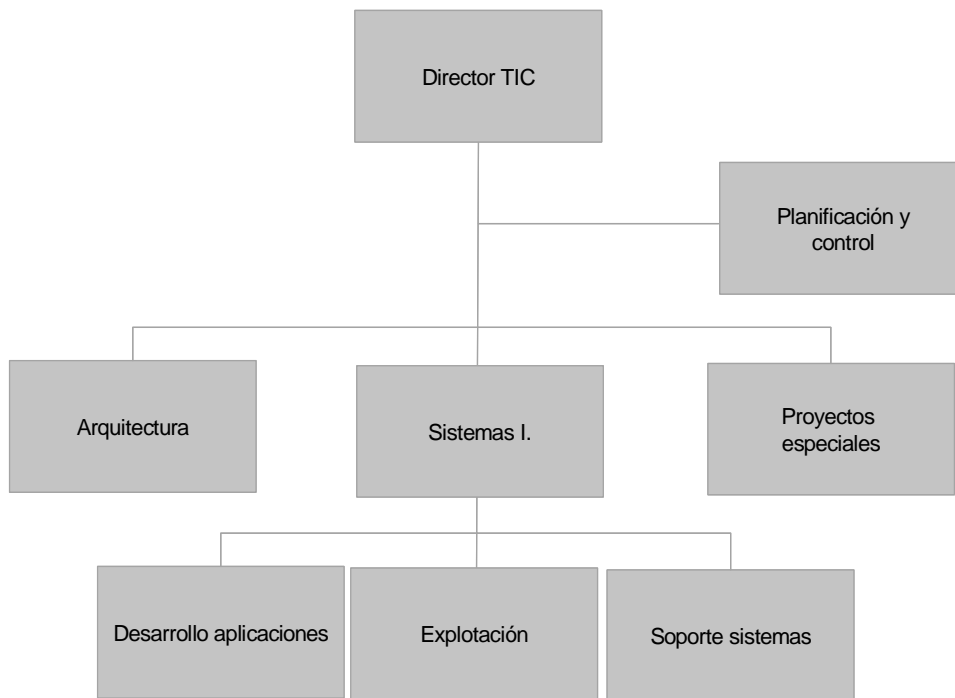 Director TIC
Planificación y
control
Arquitectura
Sistemas I.
Proyectos
especiales
Desarrollo aplicaciones
Explotación
Soporte sistemas